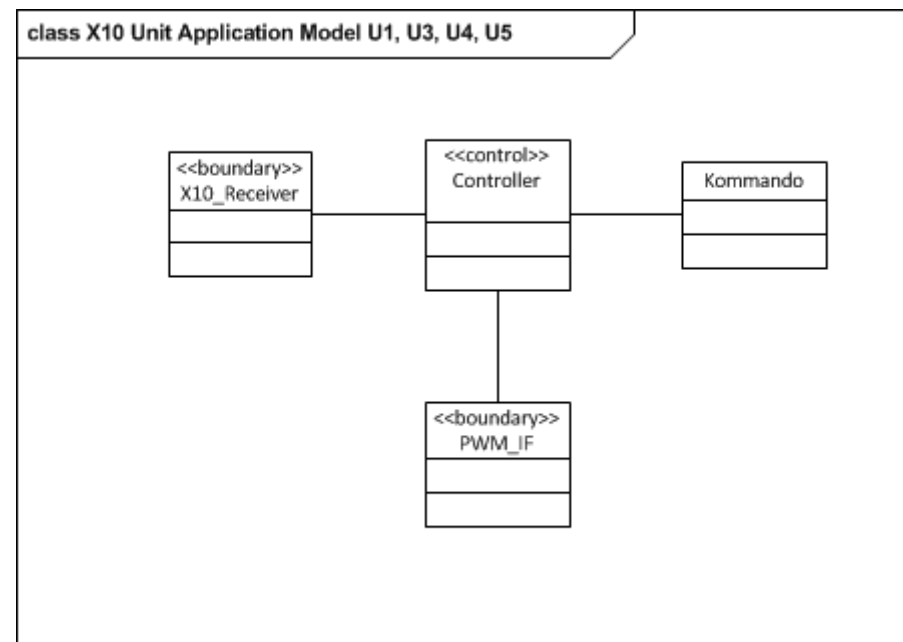 class X10 Unit Application Model U1, U3, U4, U5
<<boundary>>
X10_Receiver
<<control>>
Controller
Kommando
<<boundary>>
PWM_IF